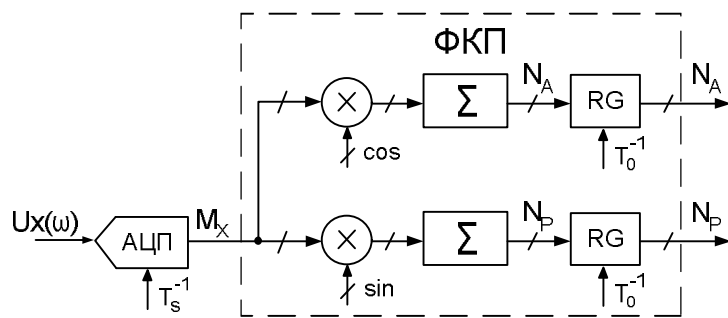 ФКП
× Σ N_A RG N_A
cos T_0^-1
Ux(ω) АЦП M_X
T_s^-1
× Σ N_P RG N_P
sin T_0^-1